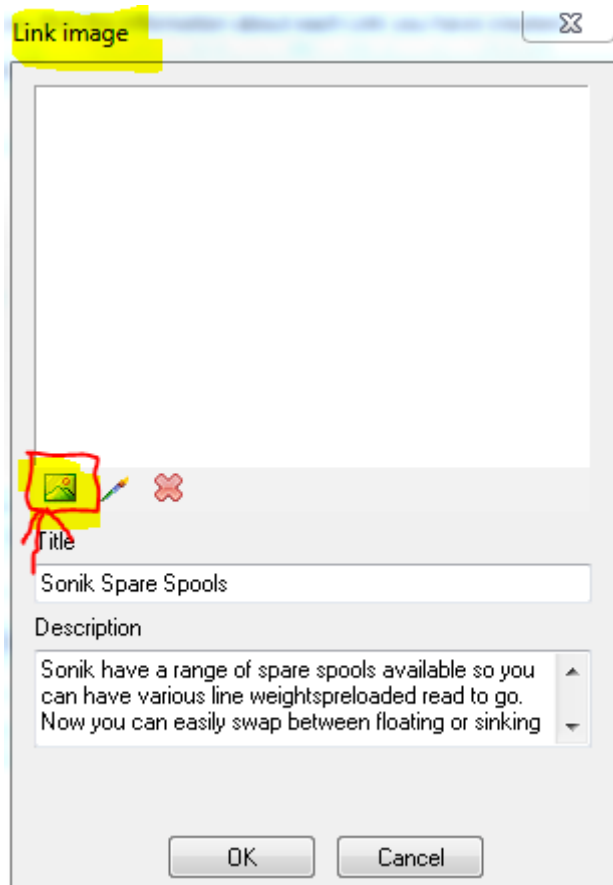 Link image
Title
Sonik Spare Spools
Description
Sonik have a range of spare spools available so you
can have various line weightspreloaded read to go.
Now you can easily swap between floating or sinking
OK
Cancel